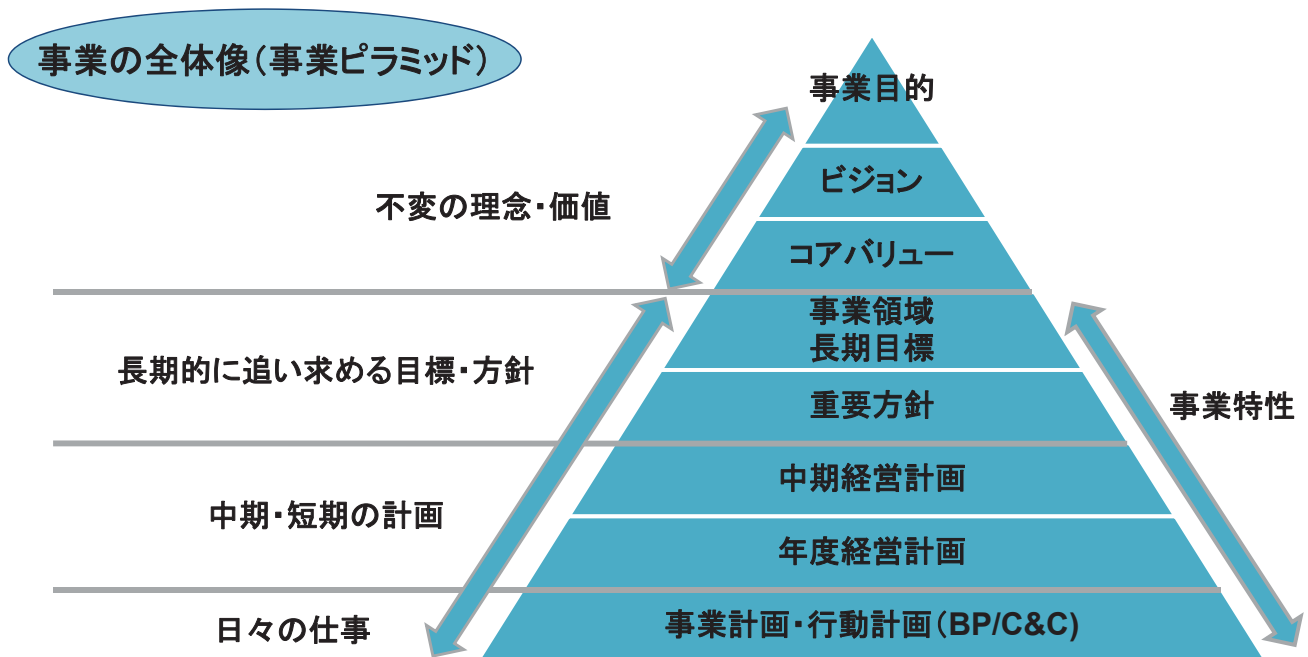 事業の全体像（事業ピラミッド）
事業目的
ビジョン
不変の理念・価値
コアバリュー
事業領域
長期目標
長期的に追い求める目標・方針
重要方針
事業特性
中期経営計画
中期・短期の計画
年度経営計画
日々の仕事
事業計画・行動計画（BP/C&C)